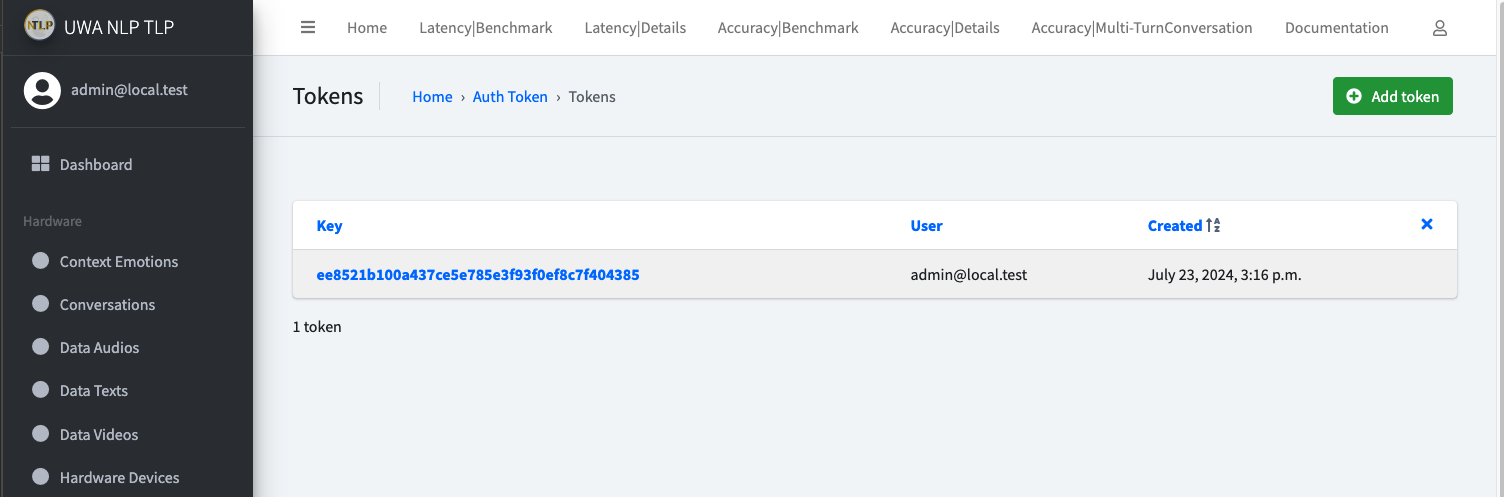 NTLP
UWA NLP TLP
Home Latency|Benchmark Latency|Details Accuracy|Benchmark Accuracy|Details Accuracy|Multi-TurnConversation Documentation
admin@local.test
Tokens Home › Auth Token › Tokens Add token
Dashboard
Hardware
Context Emotions
Conversations
Data Audios
Data Texts
Data Videos
Hardware Devices
Key User Created
ee8521b100a437ce5e785e3f93f0ef8c7f404385 admin@local.test July 23, 2024, 3:16 p.m.
1 token